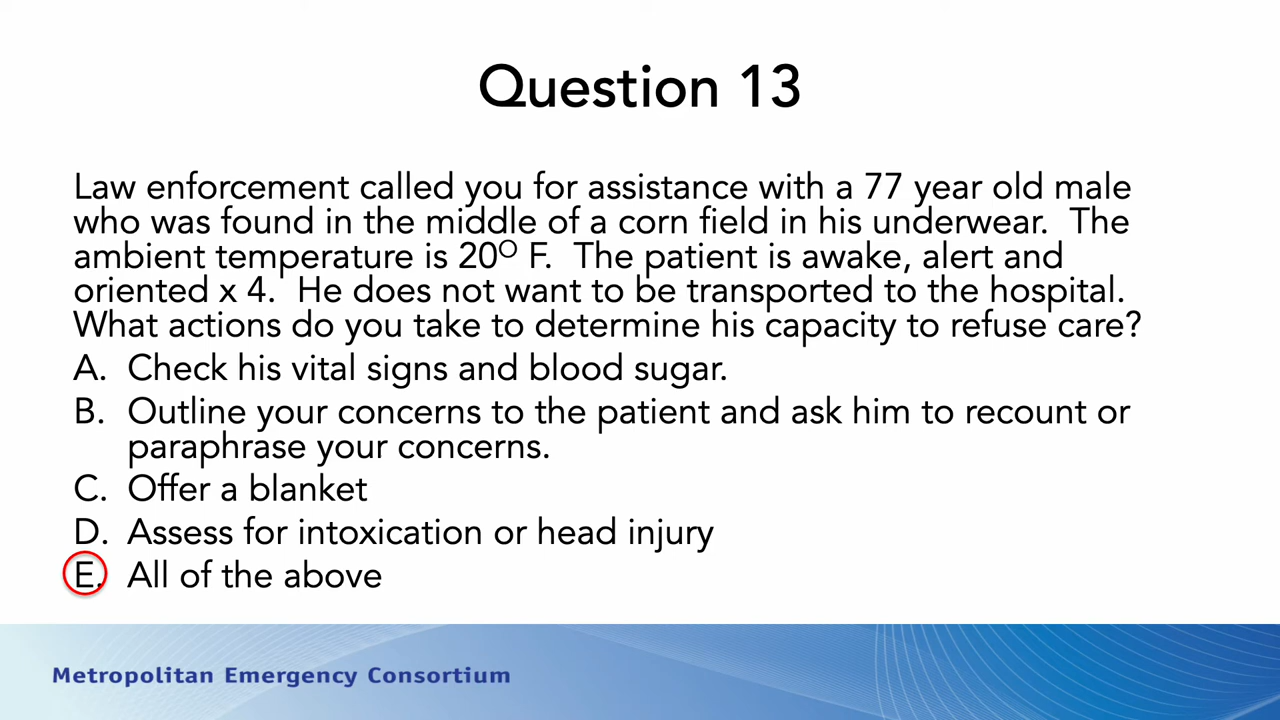 Question 13
Law enforcement called you for assistance with a 77 year old male
who was found in the middle of a corn field in his underwear.  The
ambient temperature is 20º F.  The patient is awake, alert and
oriented x 4.  He does not want to be transported to the hospital.
What actions do you take to determine his capacity to refuse care?
A. Check his vital signs and blood sugar.
B. Outline your concerns to the patient and ask him to recount or
paraphrase your concerns.
C. Offer a blanket
D. Assess for intoxication or head injury
E. All of the above
Metropolitan Emergency Consortium